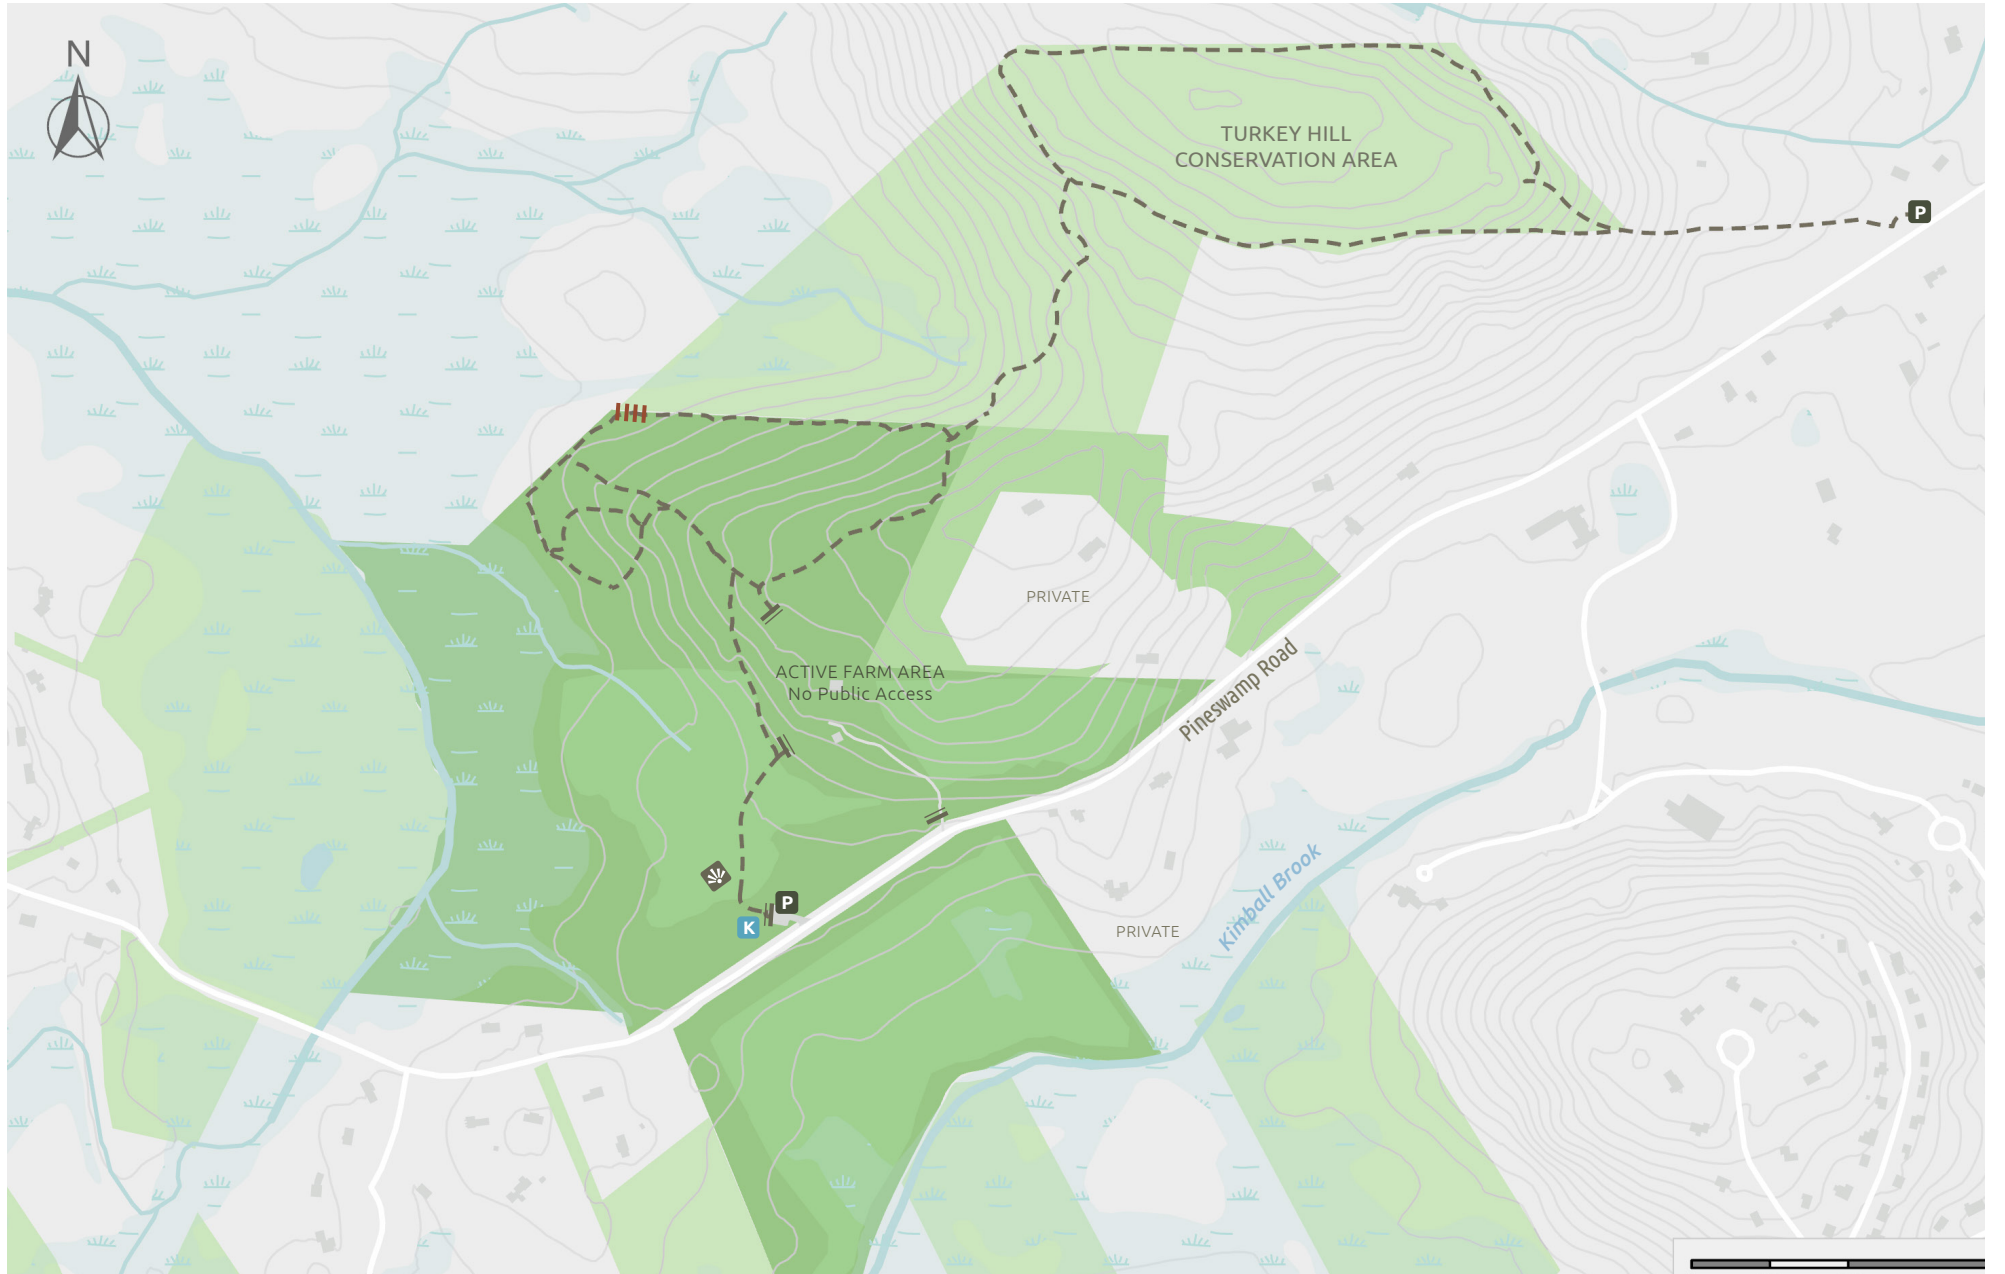 N
TURKEY HILL
CONSERVATION AREA
P
PRIVATE
ACTIVE FARM AREA
No Public Access
Pineswamp Road
Kimball Brook
P
K
PRIVATE